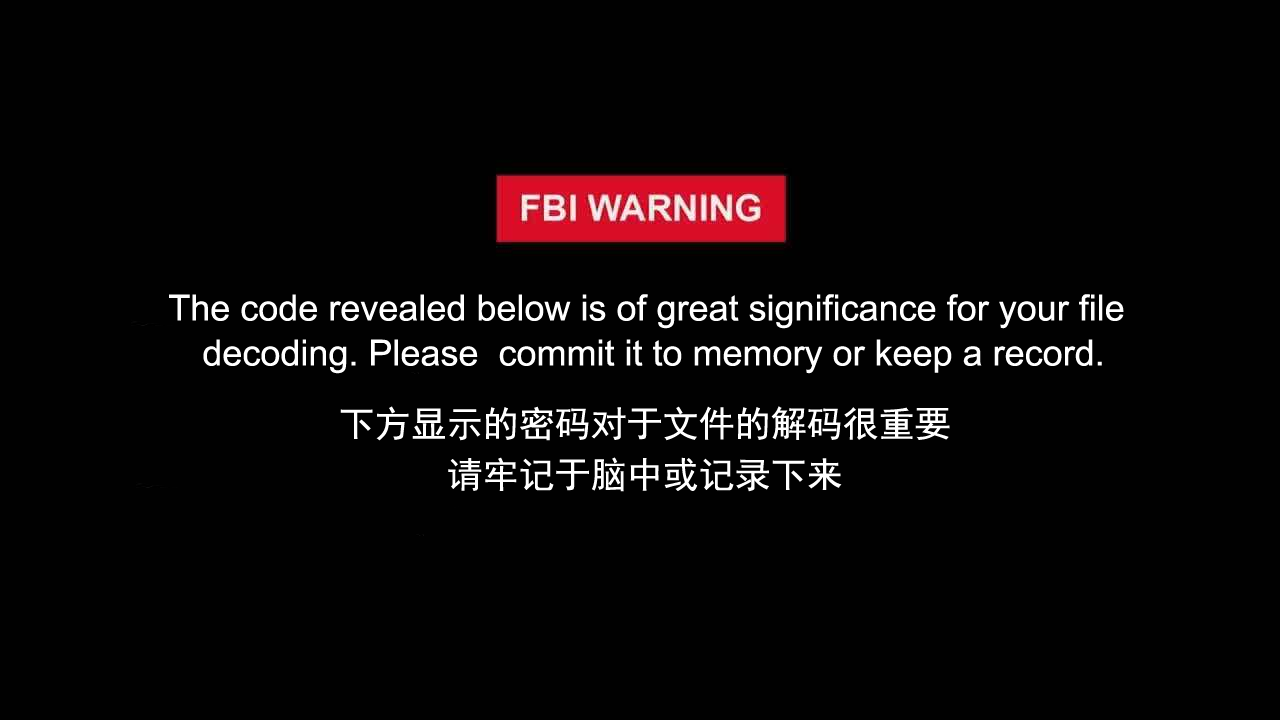 FBI WARNING
The code revealed below is of great significance for your file
decoding. Please  commit it to memory or keep a record.
下方显示的密码对于文件的解码很重要
请牢记于脑中或记录下来